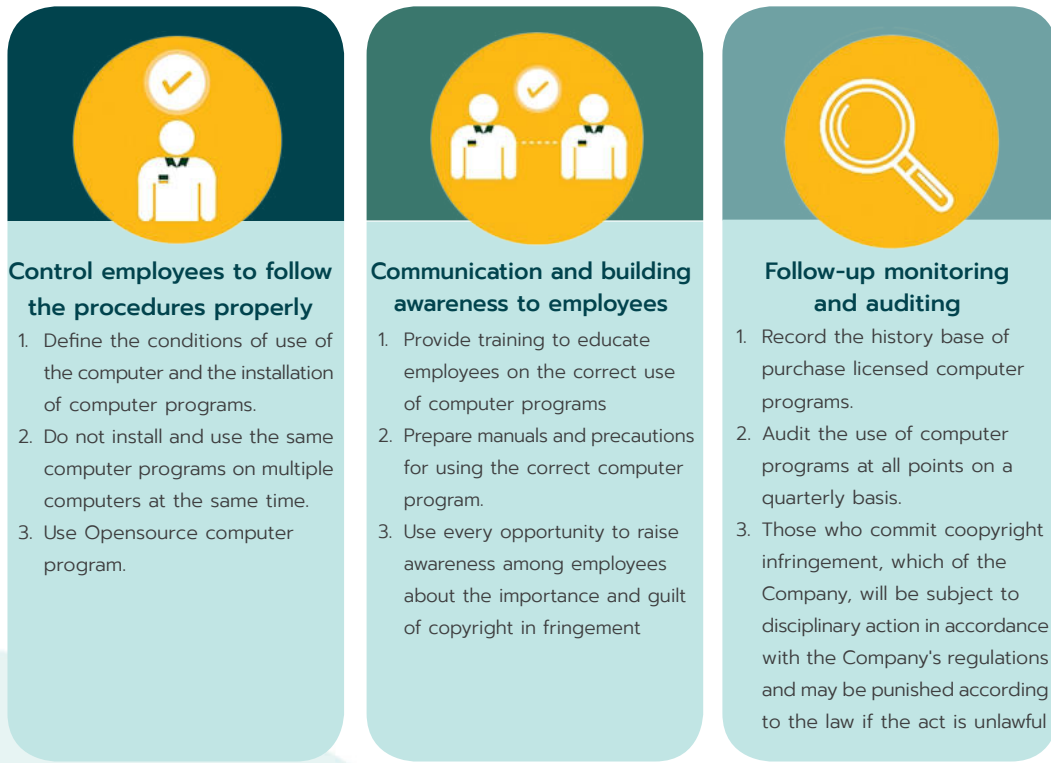 Control employees to follow
the procedures properly
1. Define the conditions of use of
the computer and the installation
of computer programs.
2. Do not install and use the same
computer programs on multiple
computers at the same time.
3. Use Opensource computer
program.
Communication and building
awareness to employees
1. Provide training to educate
employees on the correct use
of computer programs
2. Prepare manuals and precautions
for using the correct computer
program.
3. Use every opportunity to raise
awareness among employees
about the importance and guilt
of copyright in fringement
Follow-up monitoring
and auditing
1. Record the history base of
purchase licensed computer
programs.
2. Audit the use of computer
programs at all points on a
quarterly basis.
3. Those who commit coopyright
infringement, which of the
Company, will be subject to
disciplinary action in accordance
with the Company's regulations
and may be punished according
to the law if the act is unlawful